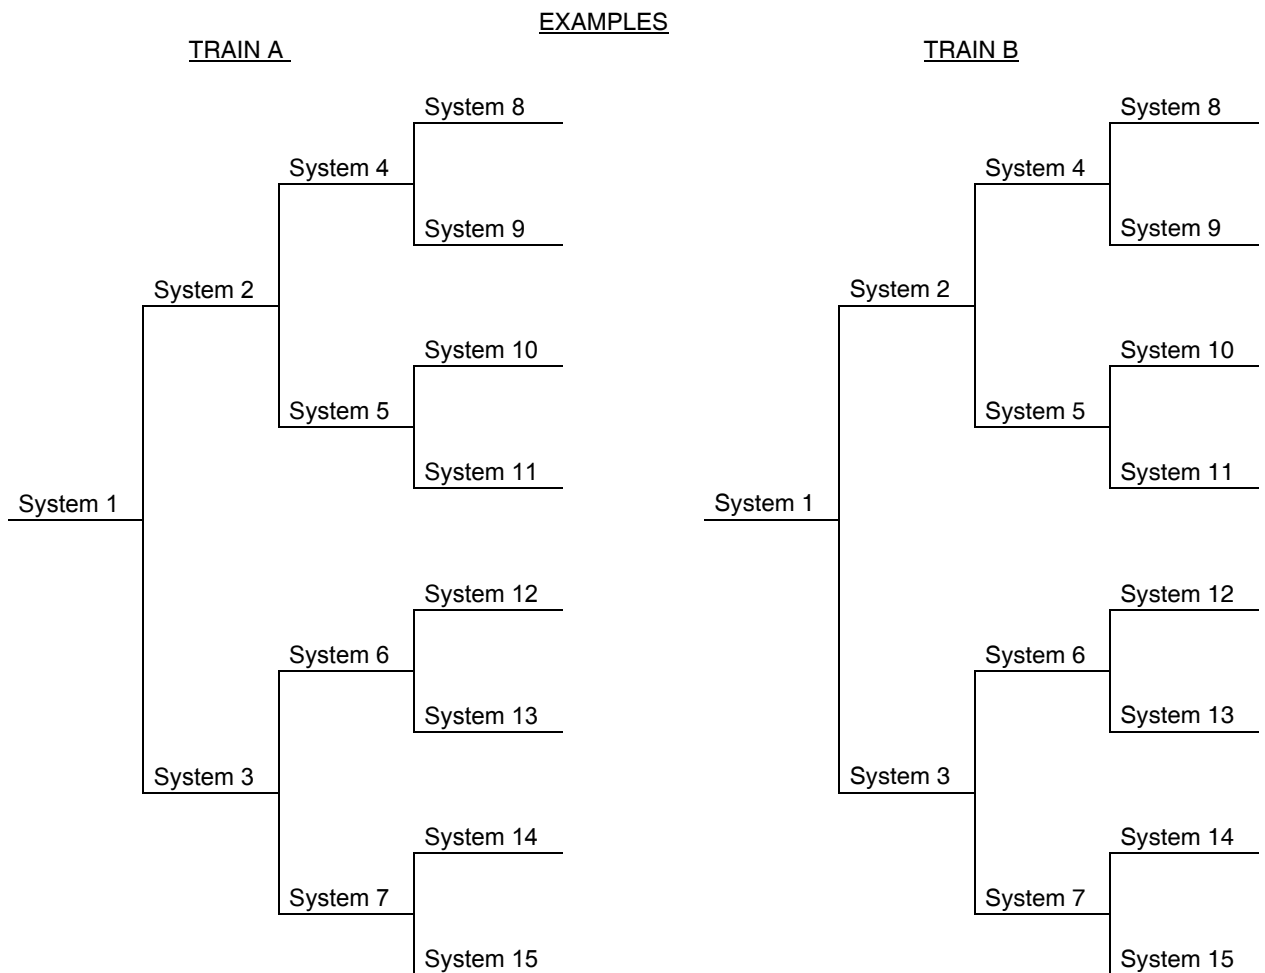 EXAMPLES
TRAIN A
TRAIN B
System 8
System 4
System 9
System 2
System 10
System 5
System 11
System 1
System 12
System 6
System 13
System 3
System 14
System 7
System 15
System 8
System 4
System 9
System 2
System 10
System 5
System 11
System 1
System 12
System 6
System 13
System 3
System 14
System 7
System 15